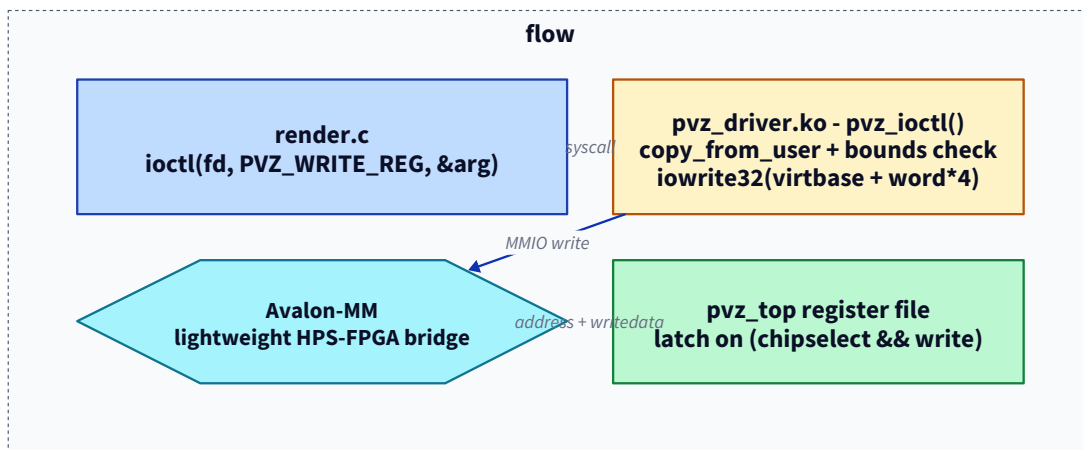 flow
render.c
ioctl(fd, PVZ_WRITE_REG, &arg)
syscall
pvz_driver.ko - pvz_ioctl()
copy_from_user + bounds check
iowrite32(virtbase + word*4)
MMIO write
Avalon-MM
lightweight HPS-FPGA bridge
address + writedata
pvz_top register file
latch on (chipselect && write)